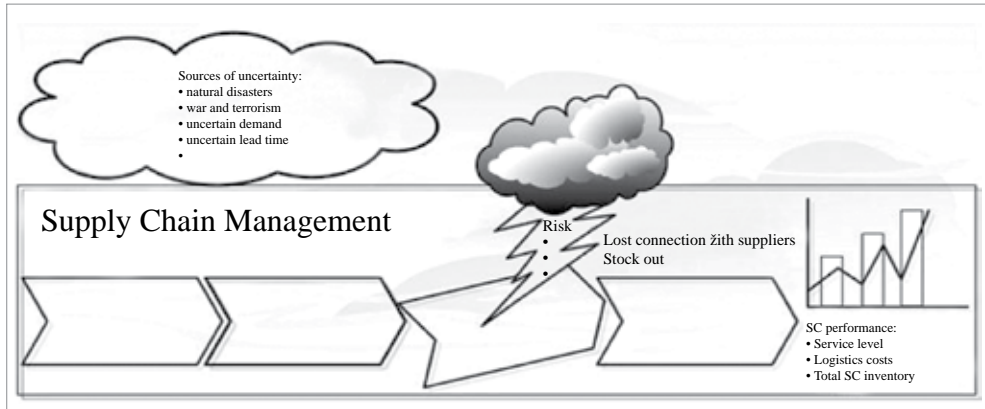 Sources of uncertainty:
• natural disasters
• war and terrorism
• uncertain demand
• uncertain lead time
•
Supply Chain Management
Risk
•
•
•
Lost connection žith suppliers
Stock out
SC performance:
• Service level
• Logistics costs
• Total SC inventory